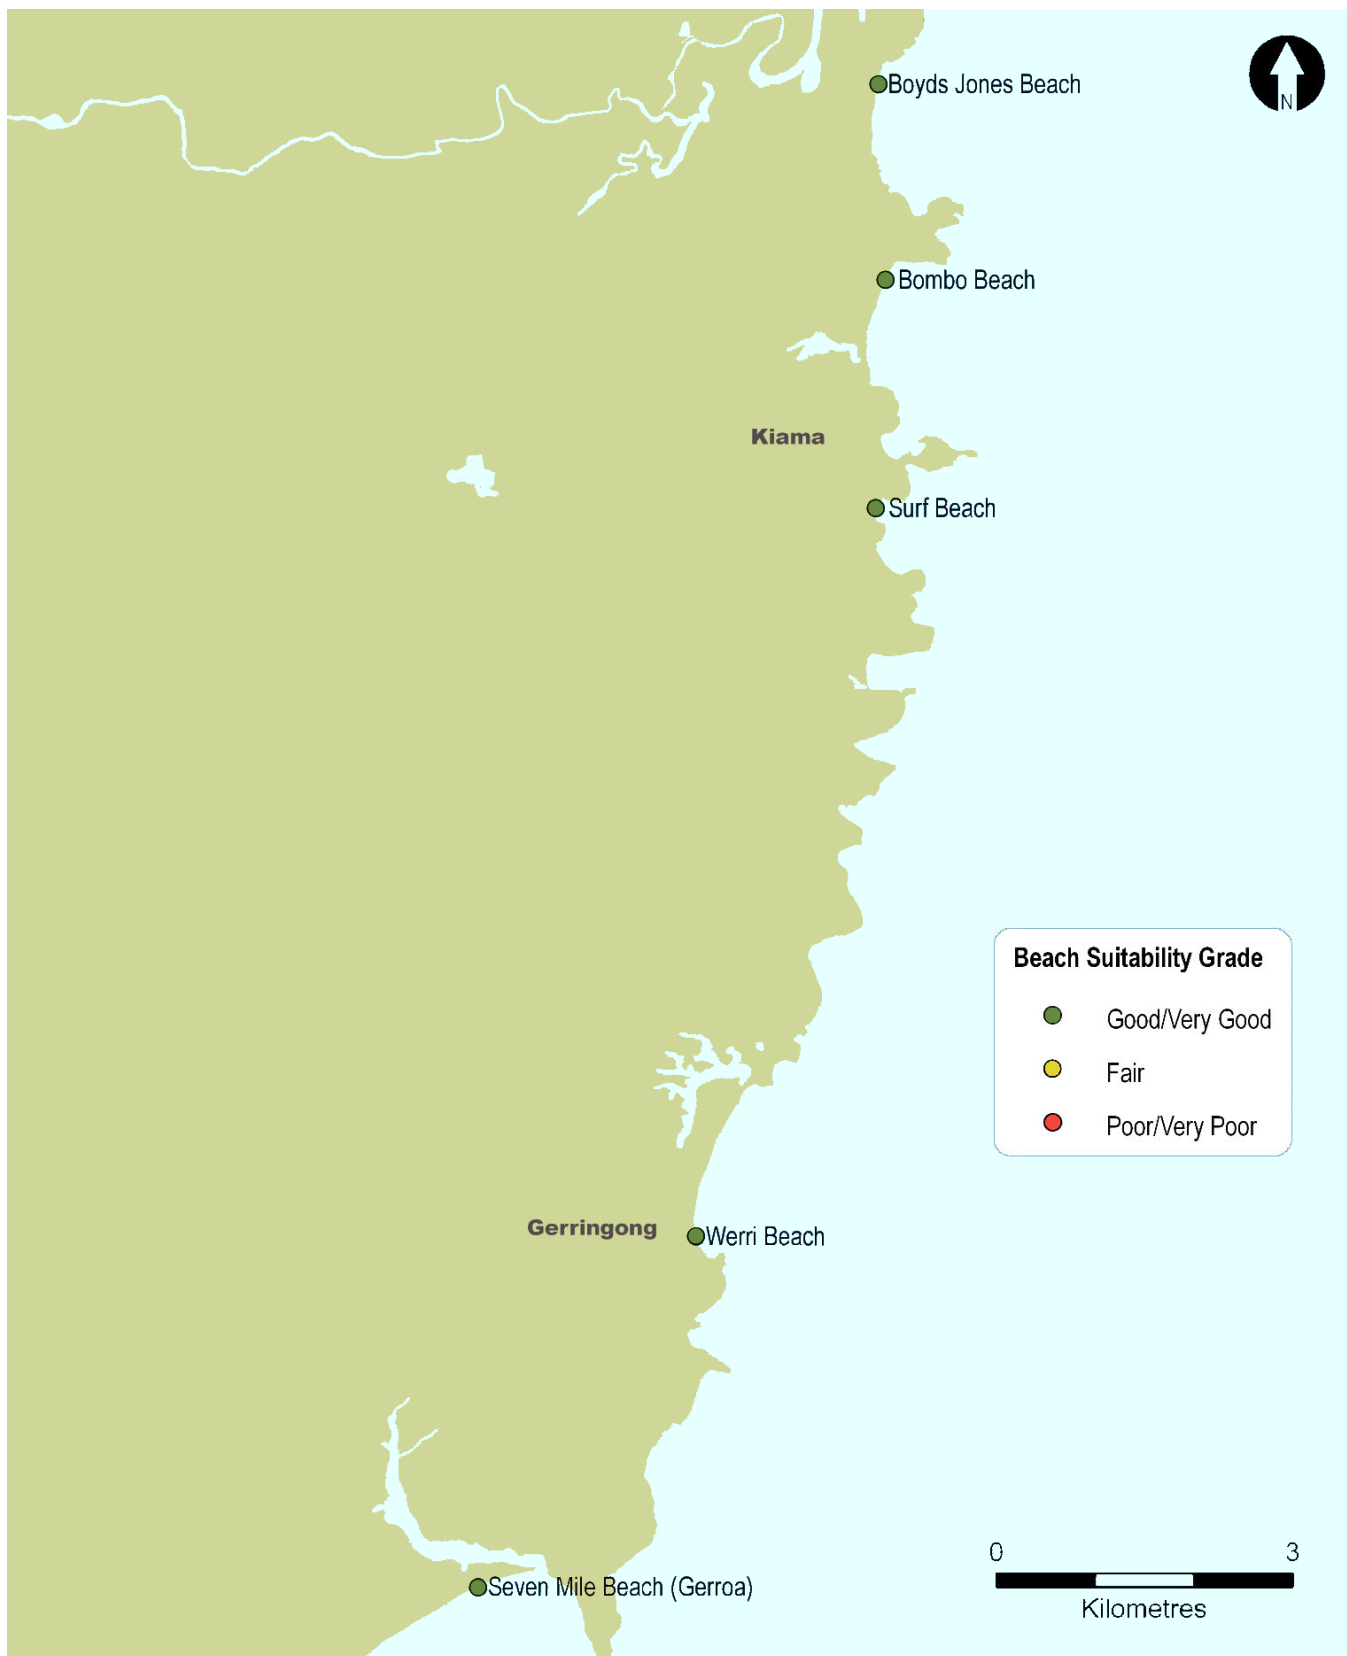 Boyds Jones Beach
N
Bombo Beach
Kiama
Surf Beach
Beach Suitability Grade
Good/Very Good
Fair
Poor/Very Poor
Gerringong
Werri Beach
Seven Mile Beach (Gerroa)
0 3
Kilometres